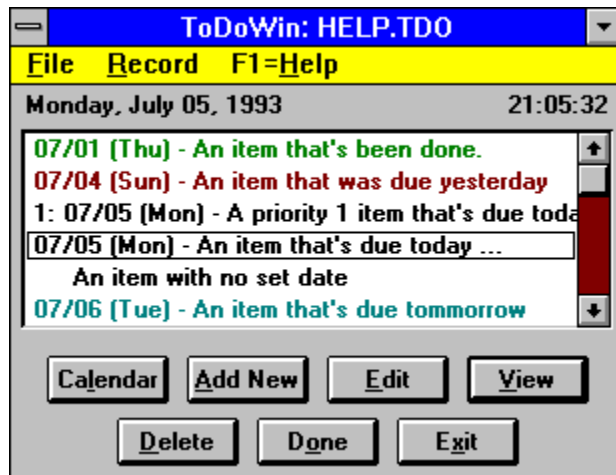 ToDoWin: HELP.TDO
File Record F1=Help
Monday, July 05, 1993 21:05:32
07/01 (Thu) - An item that's been done.
07/04 (Sun) - An item that was due yesterday
1: 07/05 (Mon) - A priority 1 item that's due toda
07/05 (Mon) - An item that's due today ...
An item with no set date
07/06 (Tue) - An item that's due tommorrow
Calendar Add New Edit View
Delete Done Exit